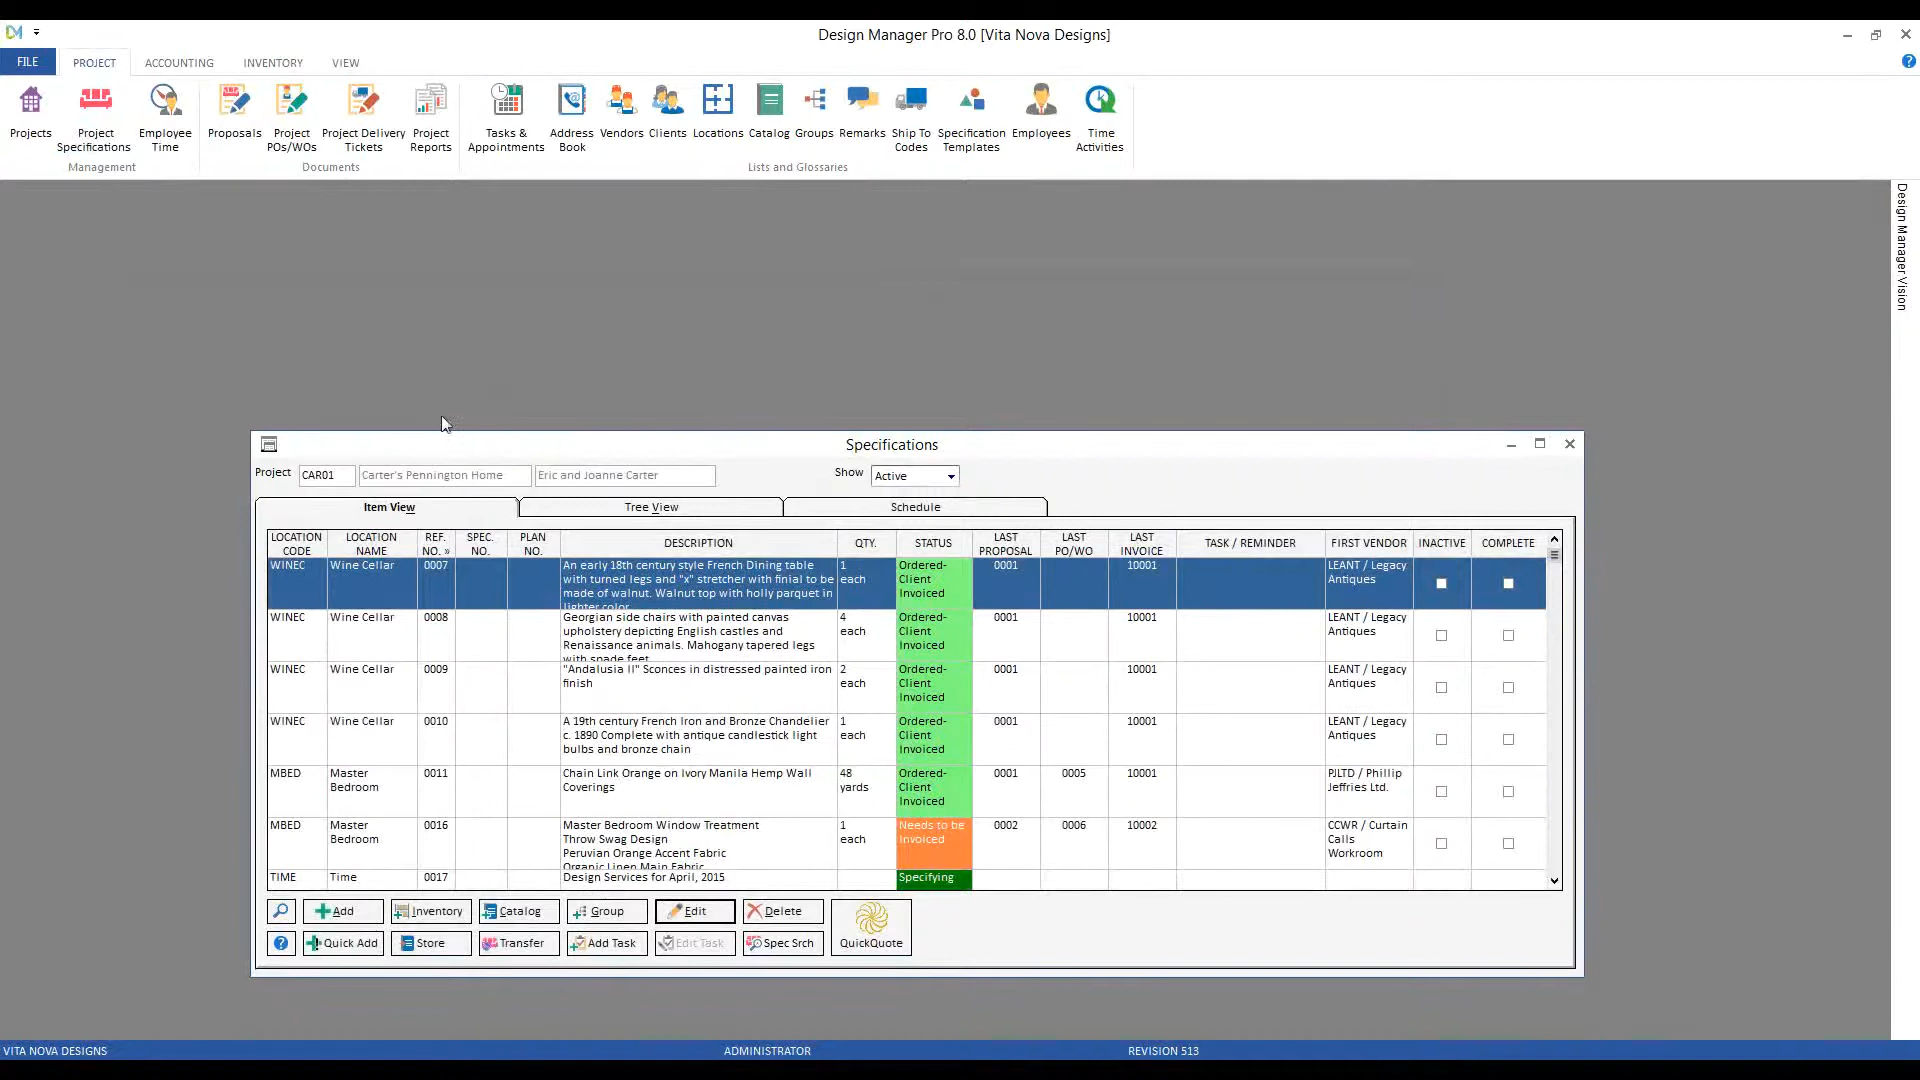 Design Manager Pro 8.0 [Vita Nova Designs]
FILE PROJECT ACCOUNTING INVENTORY VIEW
Projects
Project Specifications
Employee Time
Proposals
Project POs/WOs
Project Delivery Tickets
Project Reports
Tasks & Appointments
Address Book
Vendors
Clients
Locations
Catalog
Groups
Remarks
Ship To Codes
Specification Templates
Employees
Time Activities
Management Documents Lists and Glossaries
Design Manager Vision
Specifications
Project CAR01 Carter's Pennington Home Eric and Joanne Carter Show Active
Item View Tree View Schedule
LOCATION CODE LOCATION NAME REF. NO. » SPEC. NO. PLAN NO. DESCRIPTION QTY. STATUS LAST PROPOSAL LAST PO/WO LAST INVOICE TASK / REMINDER FIRST VENDOR INACTIVE COMPLETE
WINEC Wine Cellar 0007 An early 18th century style French Dining table 1 Ordered- 0001 10001 LEANT / Legacy
with turned legs and "x" stretcher with finial to be each Client Antiques
made of walnut. Walnut top with holly parquet in Invoiced
lighter color
WINEC Wine Cellar 0008 Georgian side chairs with painted canvas 4 Ordered- 0001 10001 LEANT / Legacy
upholstery depicting English castles and each Client Antiques
Renaissance animals. Mahogany tapered legs Invoiced
with spade feet
WINEC Wine Cellar 0009 "Andalusia II" Sconces in distressed painted iron 2 Ordered- 0001 10001 LEANT / Legacy
finish each Client Antiques
Invoiced
WINEC Wine Cellar 0010 A 19th century French Iron and Bronze Chandelier 1 Ordered- 0001 10001 LEANT / Legacy
c. 1890 Complete with antique candlestick light each Client Antiques
bulbs and bronze chain Invoiced
MBED Master 0011 Chain Link Orange on Ivory Manila Hemp Wall 48 Ordered- 0001 0005 10001 PJLTD / Phillip
Bedroom Coverings yards Client Jeffries Ltd.
Invoiced
MBED Master 0016 Master Bedroom Window Treatment 1 Needs to be 0002 0006 10002 CCWR / Curtain
Bedroom Throw Swag Design each Invoiced Calls
Peruvian Orange Accent Fabric Workroom
Organic Linen Main Fabric
TIME Time 0017 Design Services for April, 2015 Specifying
Add Inventory Catalog Group Edit Delete
Quick Add Store Transfer Add Task Edit Task Spec Srch QuickQuote
VITA NOVA DESIGNS ADMINISTRATOR REVISION 513